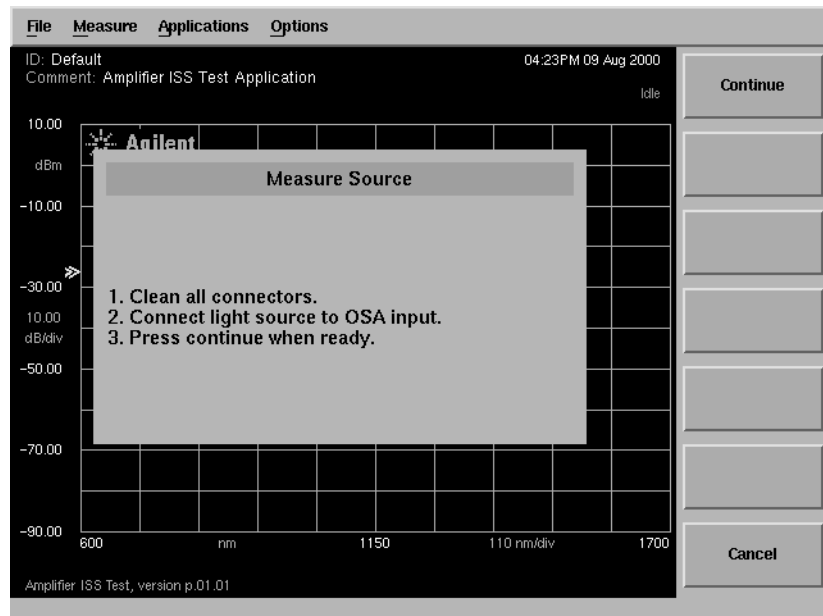 File Measure Applications Options
ID: Default 04:23PM 09 Aug 2000
Comment: Amplifier ISS Test Application
Idle
Continue
10.00
Agilent
dBm
Measure Source
-10.00
1. Clean all connectors.
-30.00
2. Connect light source to OSA input.
10.00
3. Press continue when ready.
dB/div
-50.00
-70.00
-90.00
600 nm 1150 110 nm/div 1700
Cancel
Amplifier ISS Test, version p.01.01